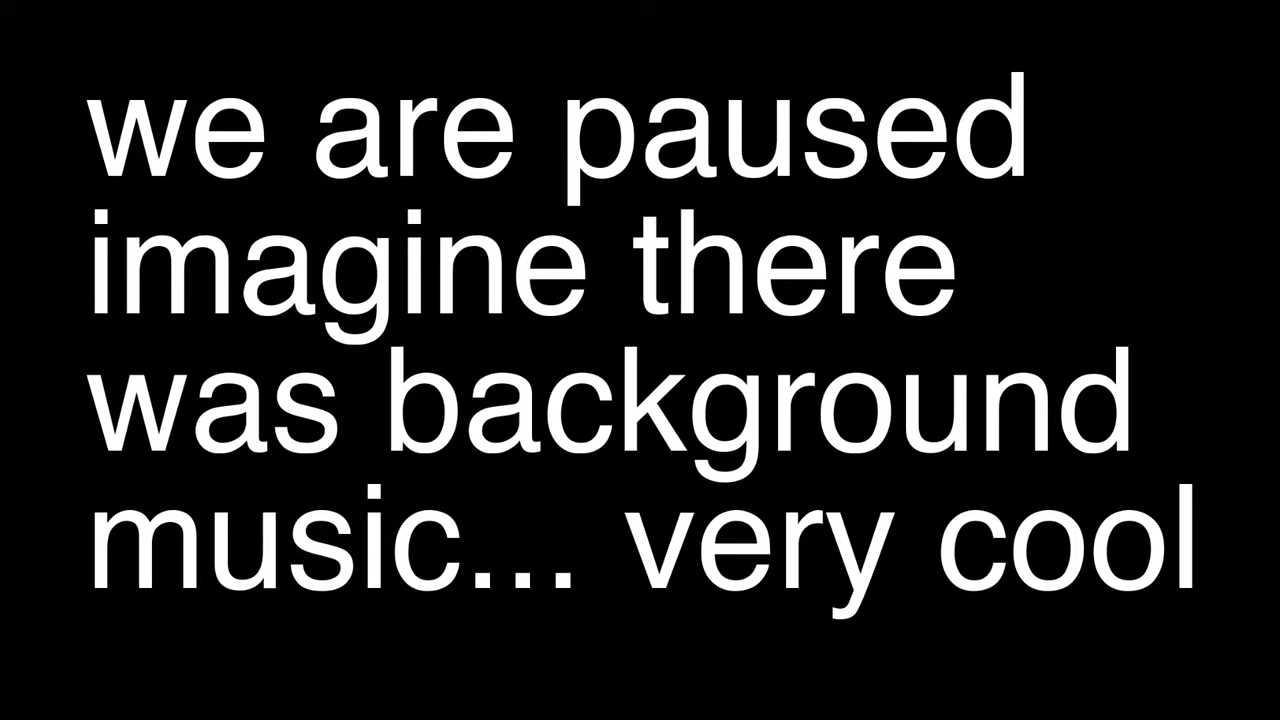 we are paused
imagine there
was background
music... very cool